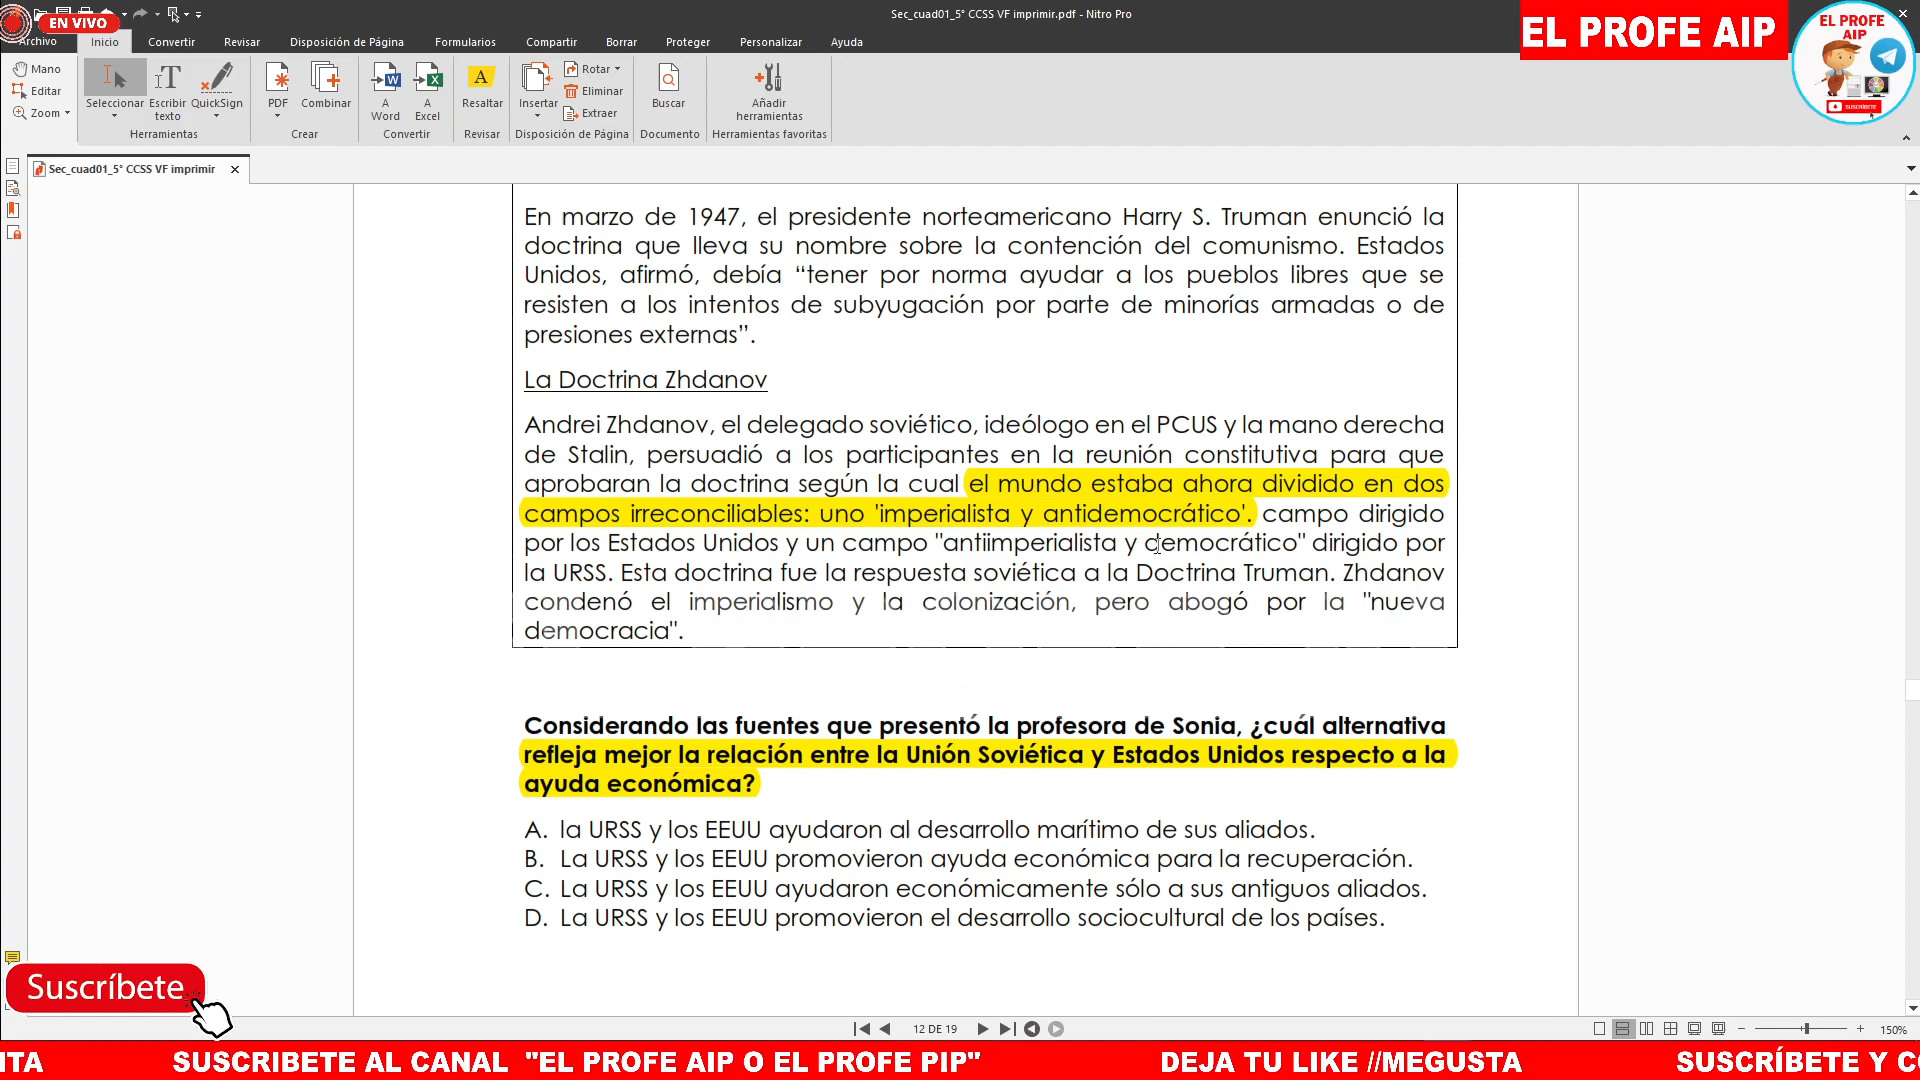 EN VIVO
Sec_cuad01_5° CCSS VF imprimir.pdf - Nitro Pro
EL PROFE AIP
EL PROFE
AIP
SUSCRIBETE
Archivo
Inicio
Convertir
Revisar
Disposición de Página
Formularios
Compartir
Borrar
Proteger
Personalizar
Ayuda
Mano
Editar
Zoom
Seleccionar
Escribir
texto
QuickSign
Herramientas
PDF
Combinar
Crear
A
Word
A
Excel
Convertir
Resaltar
Revisar
Insertar
Rotar
Eliminar
Extraer
Disposición de Página
Buscar
Documento
Añadir
herramientas
Herramientas favoritas
Sec_cuad01_5° CCSS VF imprimir
En marzo de 1947, el presidente norteamericano Harry S. Truman enunció la
doctrina que lleva su nombre sobre la contención del comunismo. Estados
Unidos, afirmó, debía “tener por norma ayudar a los pueblos libres que se
resisten a los intentos de subyugación por parte de minorías armadas o de
presiones externas”.
La Doctrina Zhdanov
Andrei Zhdanov, el delegado soviético, ideólogo en el PCUS y la mano derecha
de Stalin, persuadió a los participantes en la reunión constitutiva para que
aprobaran la doctrina según la cual el mundo estaba ahora dividido en dos
campos irreconciliables: uno 'imperialista y antidemocrático'. campo dirigido
por los Estados Unidos y un campo "antiimperialista y democrático" dirigido por
la URSS. Esta doctrina fue la respuesta soviética a la Doctrina Truman. Zhdanov
condenó el imperialismo y la colonización, pero abogó por la "nueva
democracia".
Considerando las fuentes que presentó la profesora de Sonia, ¿cuál alternativa
refleja mejor la relación entre la Unión Soviética y Estados Unidos respecto a la
ayuda económica?
A. la URSS y los EEUU ayudaron al desarrollo marítimo de sus aliados.
B. La URSS y los EEUU promovieron ayuda económica para la recuperación.
C. La URSS y los EEUU ayudaron económicamente sólo a sus antiguos aliados.
D. La URSS y los EEUU promovieron el desarrollo sociocultural de los países.
Suscríbete
12 DE 19
150%
ITA
SUSCRIBETE AL CANAL "EL PROFE AIP O EL PROFE PIP"
DEJA TU LIKE //MEGUSTA
SUSCRÍBETE Y C